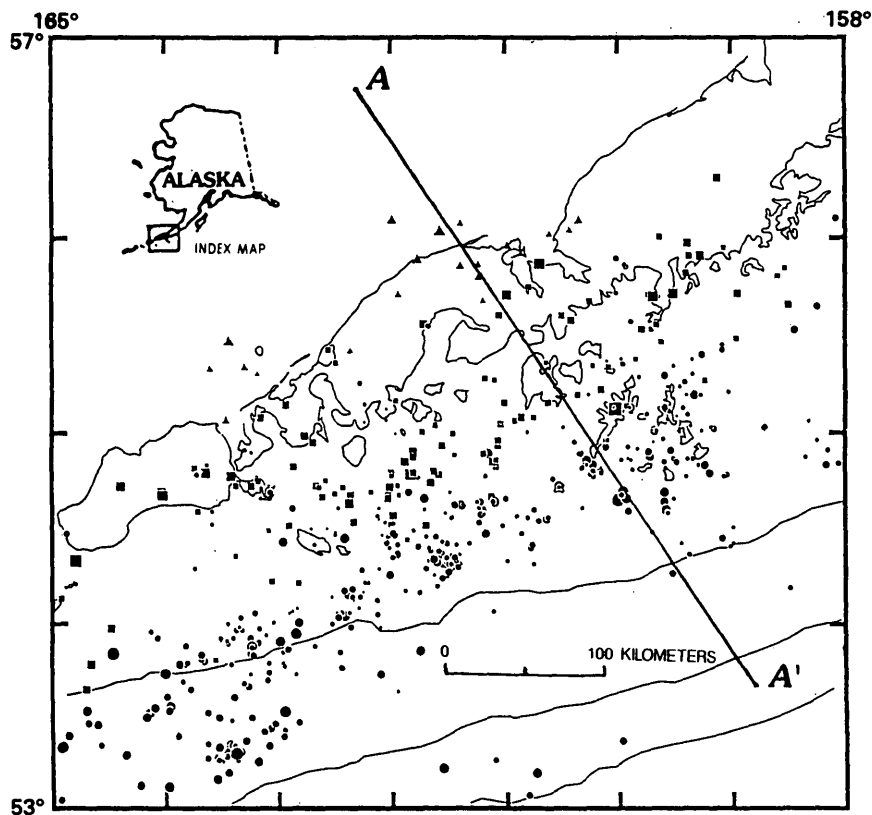 165°
158°
57°
A
ALASKA
INDEX MAP
0
100 KILOMETERS
A'
53°